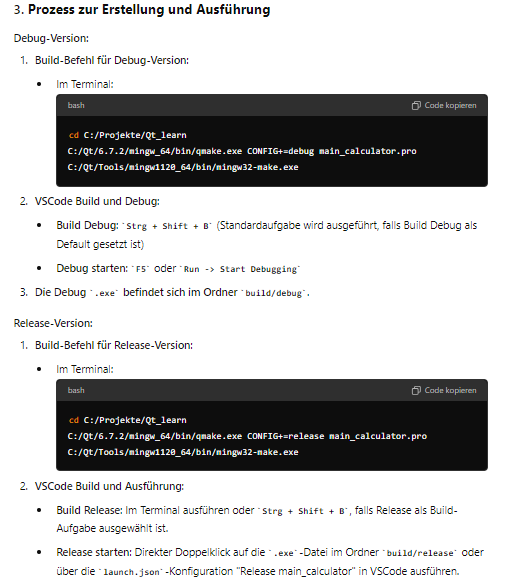 3. Prozess zur Erstellung und Ausführung
Debug-Version:
1. Build-Befehl für Debug-Version:
• Im Terminal:
bash Code kopieren
cd C:/Projekte/Qt_learn
C:/Qt/6.7.2/mingw_64/bin/qmake.exe CONFIG+=debug main_calculator.pro
C:/Qt/Tools/mingw1120_64/bin/mingw32-make.exe
2. VSCode Build und Debug:
• Build Debug: `Strg + Shift + B` (Standardaufgabe wird ausgeführt, falls Build Debug als
Default gesetzt ist)
• Debug starten: `F5` oder `Run -> Start Debugging`
3. Die Debug `.exe` befindet sich im Ordner `build/debug`.
Release-Version:
1. Build-Befehl für Release-Version:
• Im Terminal:
bash Code kopieren
cd C:/Projekte/Qt_learn
C:/Qt/6.7.2/mingw_64/bin/qmake.exe CONFIG+=release main_calculator.pro
C:/Qt/Tools/mingw1120_64/bin/mingw32-make.exe
2. VSCode Build und Ausführung:
• Build Release: Im Terminal ausführen oder `Strg + Shift + B`, falls Release als Build-
Aufgabe ausgewählt ist.
• Release starten: Direkter Doppelklick auf die `.exe`-Datei im Ordner `build/release` oder
über die `launch.json`-Konfiguration "Release main_calculator" in VSCode ausführen.